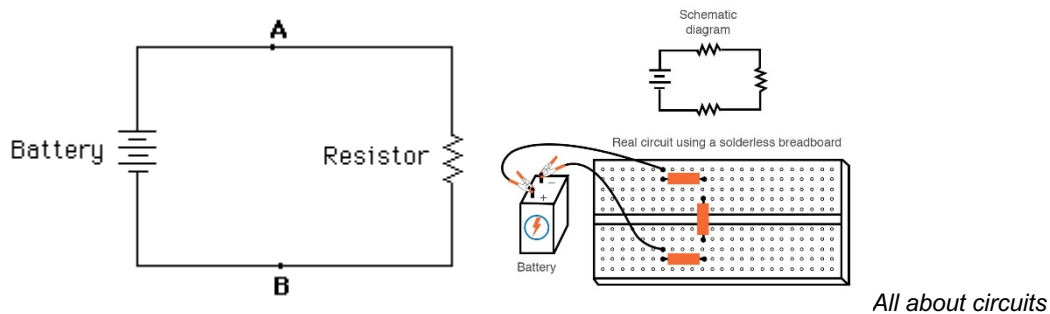 A
Battery
Resistor
B
Schematic
diagram
Real circuit using a solderless breadboard
- +
Battery
All about circuits